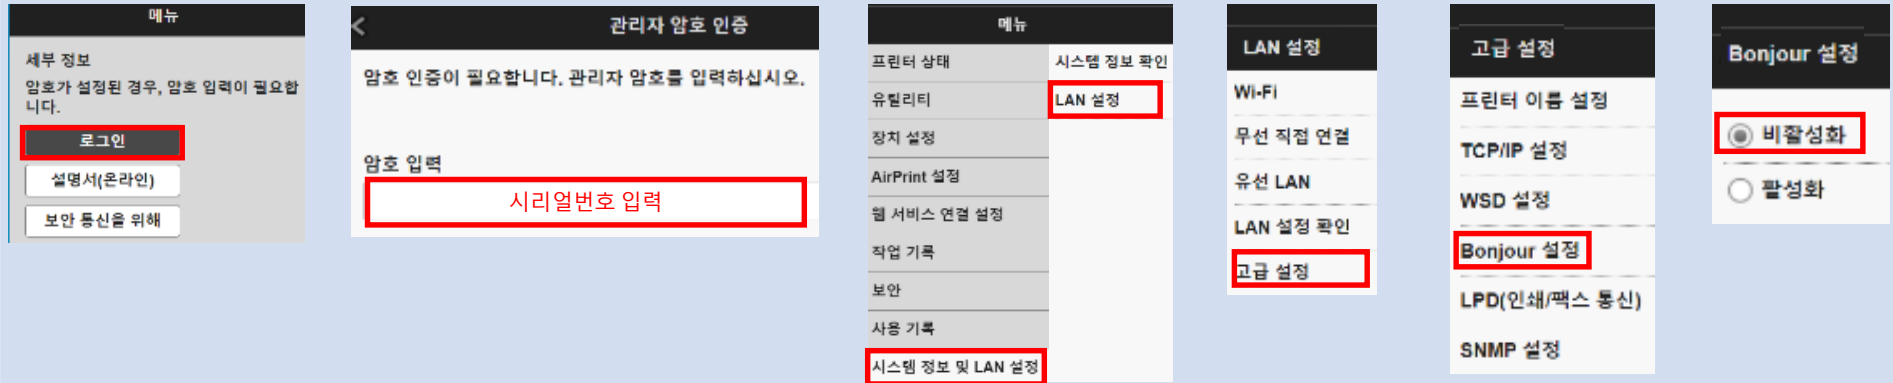 메뉴
세부 정보
암호가 설정된 경우, 암호 입력이 필요합
니다.
로그인
설명서(온라인)
보안 통신을 위해
관리자 암호 인증
암호 인증이 필요합니다. 관리자 암호를 입력하십시오.
암호 입력
시리얼번호 입력
메뉴
프린터 상태
유틸리티
장치 설정
AirPrint 설정
웹 서비스 연결 설정
작업 기록
보안
사용 기록
시스템 정보 및 LAN 설정
시스템 정보 확인
LAN 설정
LAN 설정
Wi-Fi
무선 직접 연결
유선 LAN
LAN 설정 확인
고급 설정
고급 설정
프린터 이름 설정
TCP/IP 설정
WSD 설정
Bonjour 설정
LPD(인쇄/팩스 통신)
SNMP 설정
Bonjour 설정
비활성화
활성화